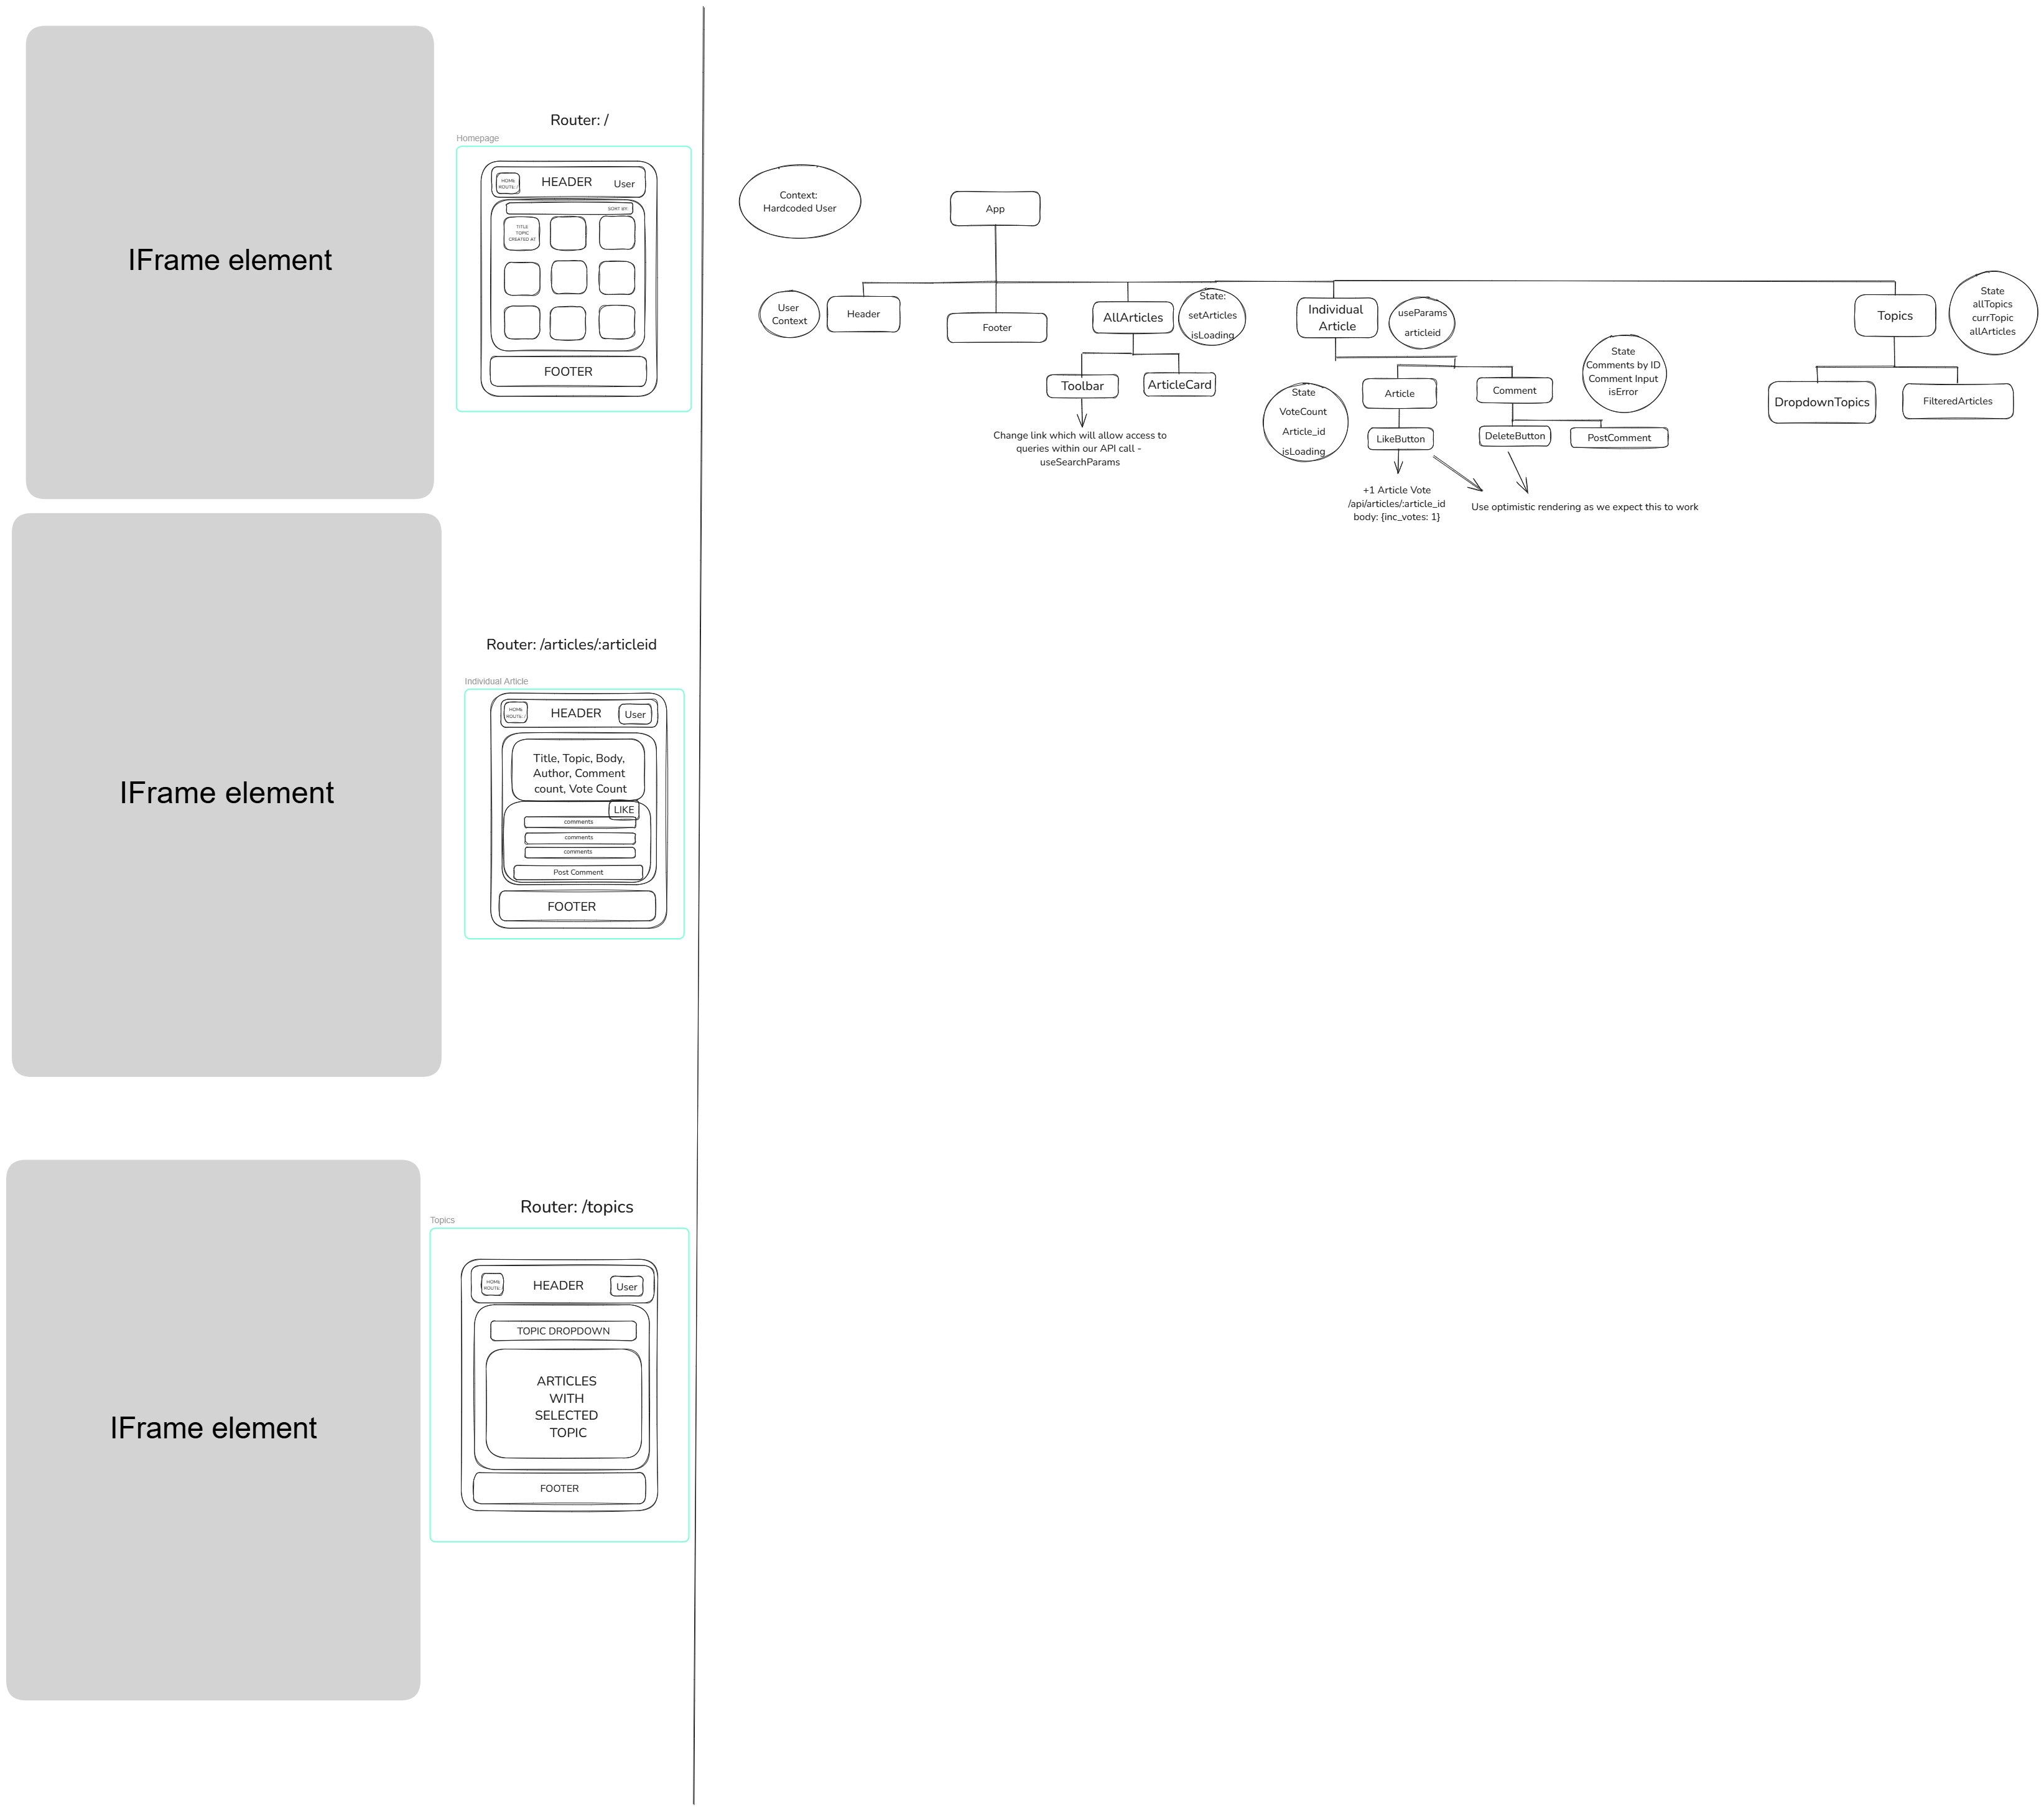 IFrame element
Router: /
Homepage
HOME
ROUTE: /
HEADER
User
SORT BY
TITLE
TOPIC
CREATED AT
FOOTER
IFrame element
Router: /articles/:articleid
Individual Article
HOME
ROUTE: /
HEADER
User
Title, Topic, Body,
Author, Comment
count, Vote Count
LIKE
comments
comments
comments
Post Comment
FOOTER
IFrame element
Router: /topics
Topics
HOME
ROUTE: /
HEADER
User
TOPIC DROPDOWN
ARTICLES
WITH
SELECTED
TOPIC
FOOTER
Context:
Hardcoded User
App
User
Context
Header
Footer
AllArticles
State:
setArticles
isLoading
Individual
Article
useParams
articleid
Topics
State
allTopics
currTopic
allArticles
Toolbar
ArticleCard
Change link which will allow access to
queries within our API call -
useSearchParams
State
VoteCount
Article_id
isLoading
Article
LikeButton
+1 Article Vote
/api/articles/:article_id
body: {inc_votes: 1}
Comment
DeleteButton
PostComment
State
Comments by ID
Comment Input
isError
Use optimistic rendering as we expect this to work
DropdownTopics
FilteredArticles